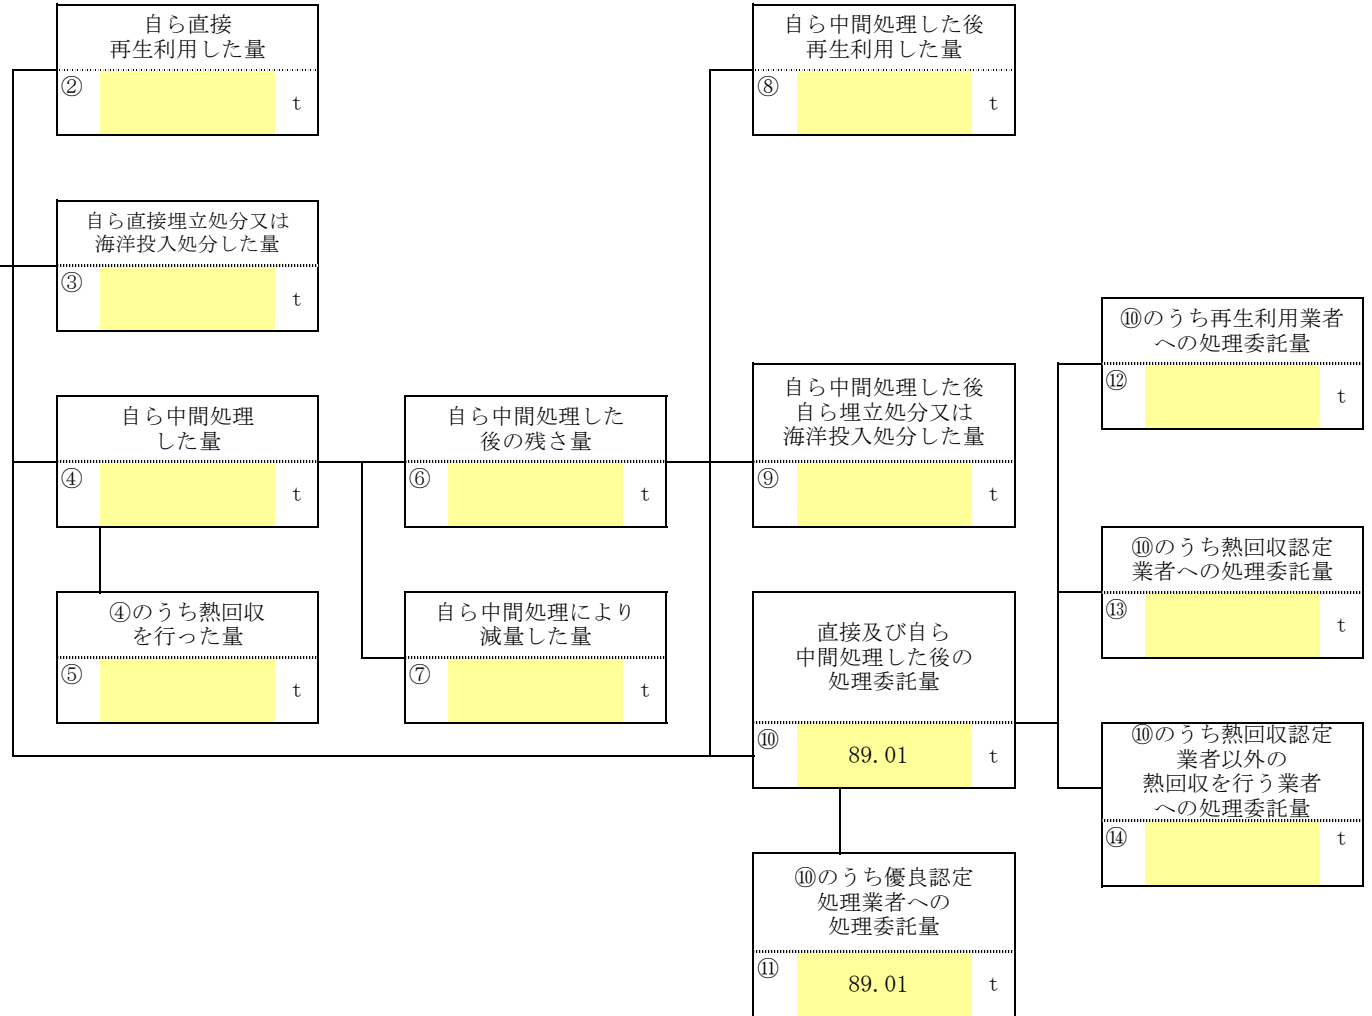 自ら直接
再生利用した量
②
t
自ら中間処理した後
再生利用した量
⑧
t
自ら直接埋立処分又は
海洋投入処分した量
③
t
⑩のうち再生利用業者
への処理委託量
⑫
t
自ら中間処理
した量
④
t
自ら中間処理した
後の残さ量
⑥
t
自ら中間処理した後
自ら埋立処分又は
海洋投入処分した量
⑨
t
⑩のうち熱回収認定
業者への処理委託量
⑬
t
④のうち熱回収
を行った量
⑤
t
自ら中間処理により
減量した量
⑦
t
直接及び自ら
中間処理した後の
処理委託量
⑩
89.01
t
⑩のうち熱回収認定
業者以外の
熱回収を行う業者
への処理委託量
⑭
t
⑩のうち優良認定
処理業者への
処理委託量
⑪
89.01
t